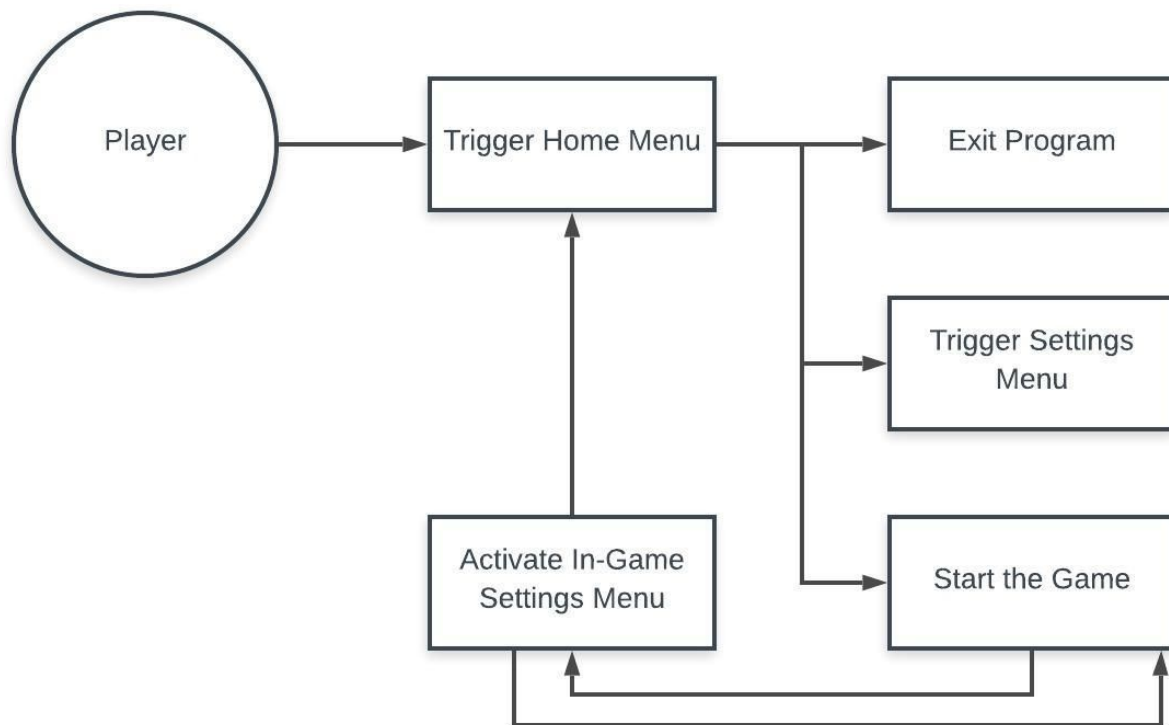 Player
Trigger Home Menu
Exit Program
Trigger Settings
Menu
Activate In-Game
Settings Menu
Start the Game